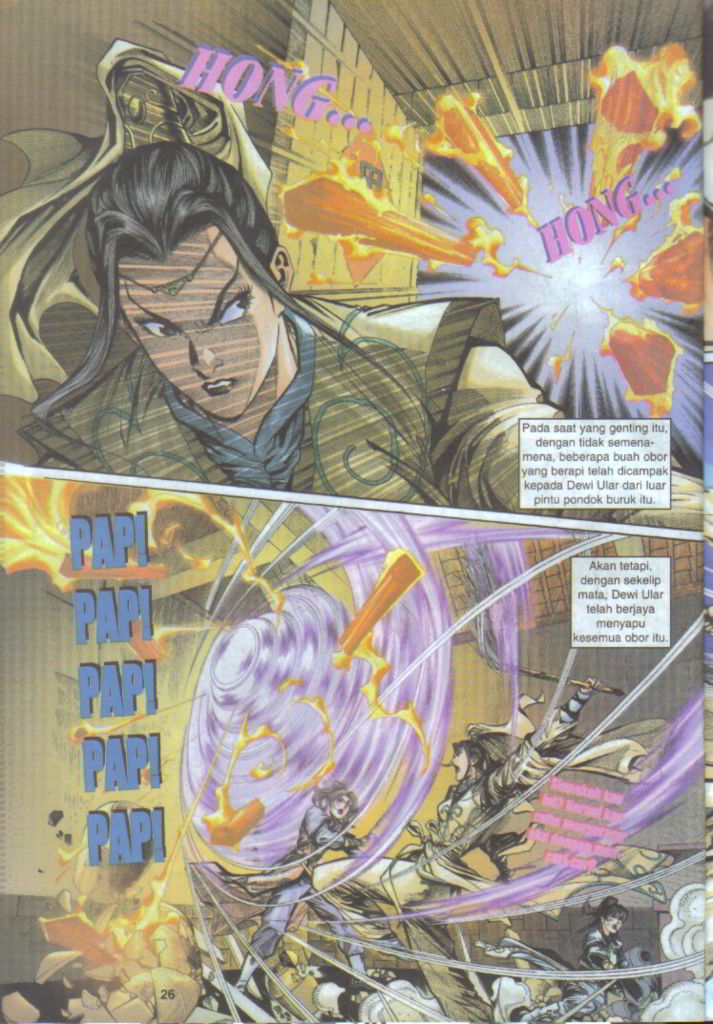 HONG...
HONG...
Pada saat yang genting itu,
dengan tidak semena-
mena, beberapa buah obor
yang berapi telah dicampak
kepada Dewi Ular dari luar
pintu pondok buruk itu.
Akan tetapi,
dengan sekelip
mata, Dewi Ular
telah berjaya
menyapu
kesemua obor itu.
PAP!
PAP!
PAP!
PAP!
PAP!
26